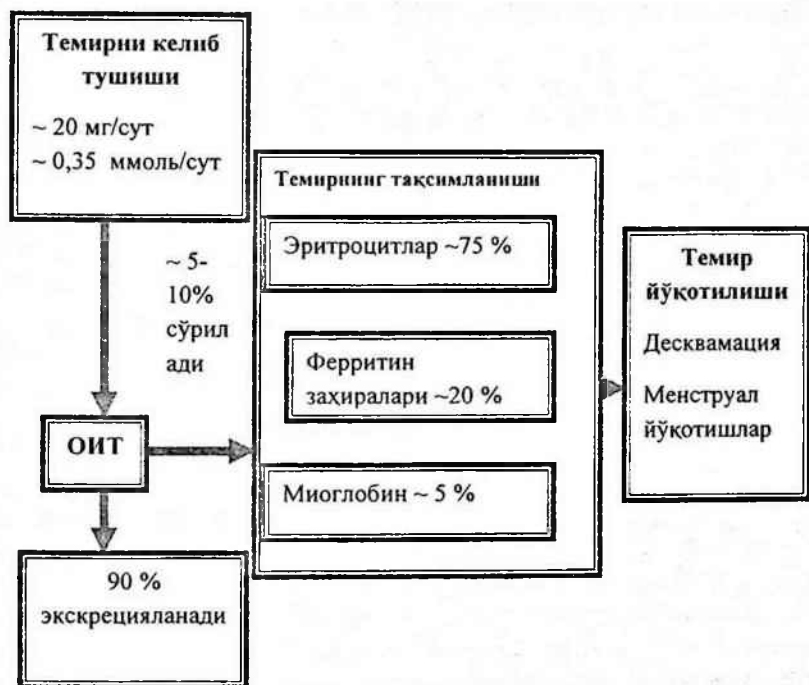 Темирни келиб
тушиши
~ 20 мг/сут
~ 0,35 ммоль/сут
~ 5-
10%
сўрил
ади
ОИТ
90 %
экскрецияланади
Темирнинг тақсимланиши
Эритроцитлар ~75 %
Ферритин
заҳиралари ~20 %
Миоглобин ~ 5 %
Темир
йўқотилиши
Десквамация
Менструал
йўқотишлар